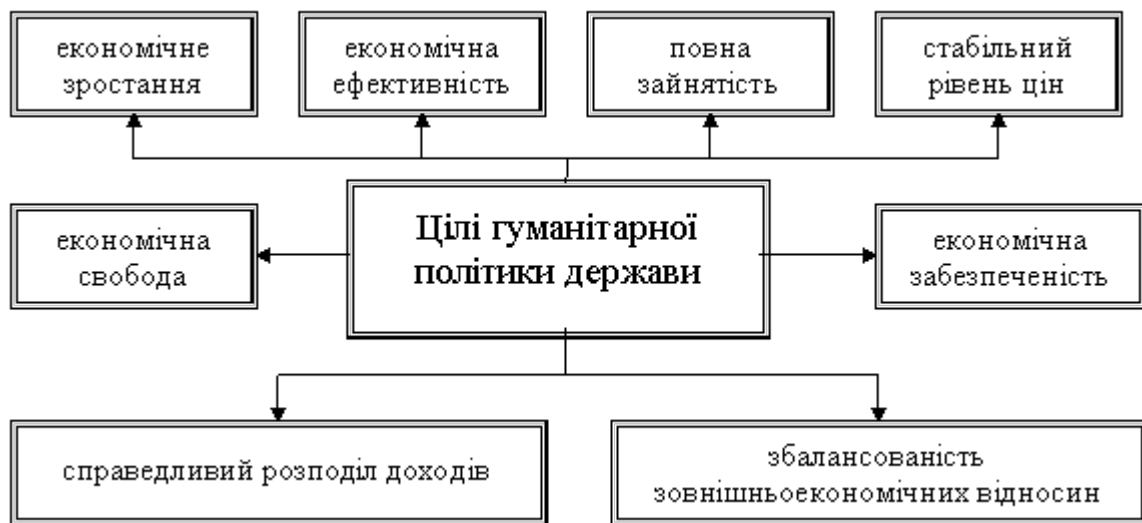 економічне
зростання
економічна
ефективність
повна
зайнятість
стабільний
рівень цін
економічна
свобода
Цілі гуманітарної
політики держави
економічна
забезпеченість
справедливий розподіл доходів
збалансованість
зовнішньоекономічних відносин